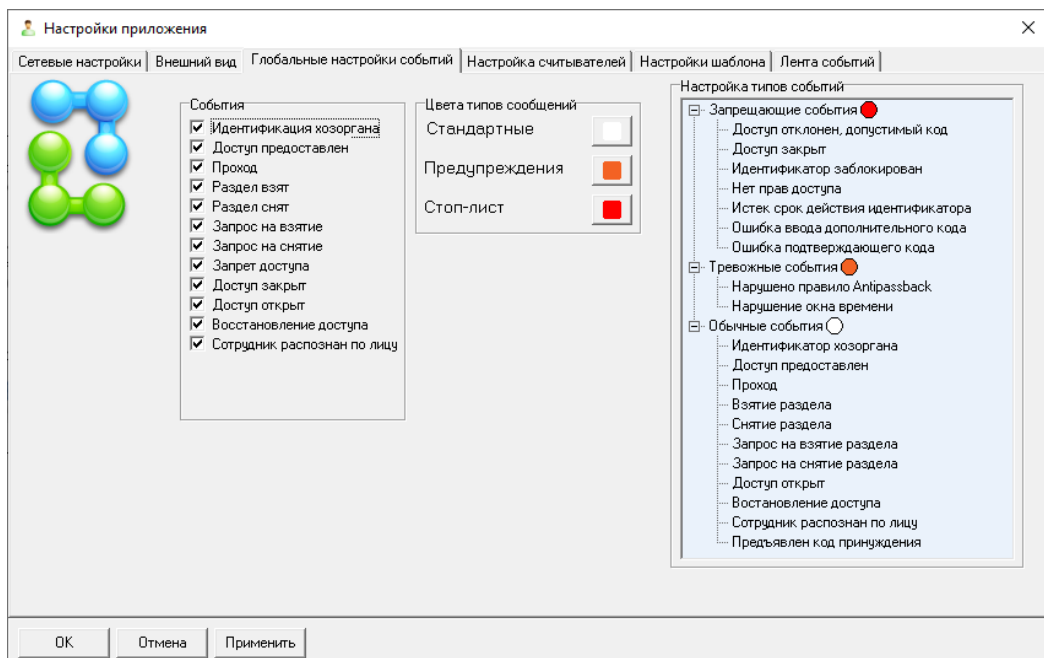 Настройки приложения
Сетевые настройки Внешний вид Глобальные настройки событий Настройка считывателей Настройки шаблона Лента событий
События
Идентификация хозоргана
Доступ предоставлен
Проход
Раздел взят
Раздел снят
Запрос на взятие
Запрос на снятие
Запрет доступа
Доступ закрыт
Доступ открыт
Восстановление доступа
Сотрудник распознан по лицу
Цвета типов сообщений
Стандартные
Предупреждения
Стоп-лист
Настройка типов событий
Запрещающие события
Доступ отклонен, допустимый код
Доступ закрыт
Идентификатор заблокирован
Нет прав доступа
Истек срок действия идентификатора
Ошибка ввода дополнительного кода
Ошибка подтверждающего кода
Тревожные события
Нарушено правило Antipassback
Нарушение окна времени
Обычные события
Идентификатор хозоргана
Доступ предоставлен
Проход
Взятие раздела
Снятие раздела
Запрос на взятие раздела
Запрос на снятие раздела
Доступ открыт
Востановление доступа
Сотрудник распознан по лицу
Предъявлен код принуждения
OK Отмена Применить